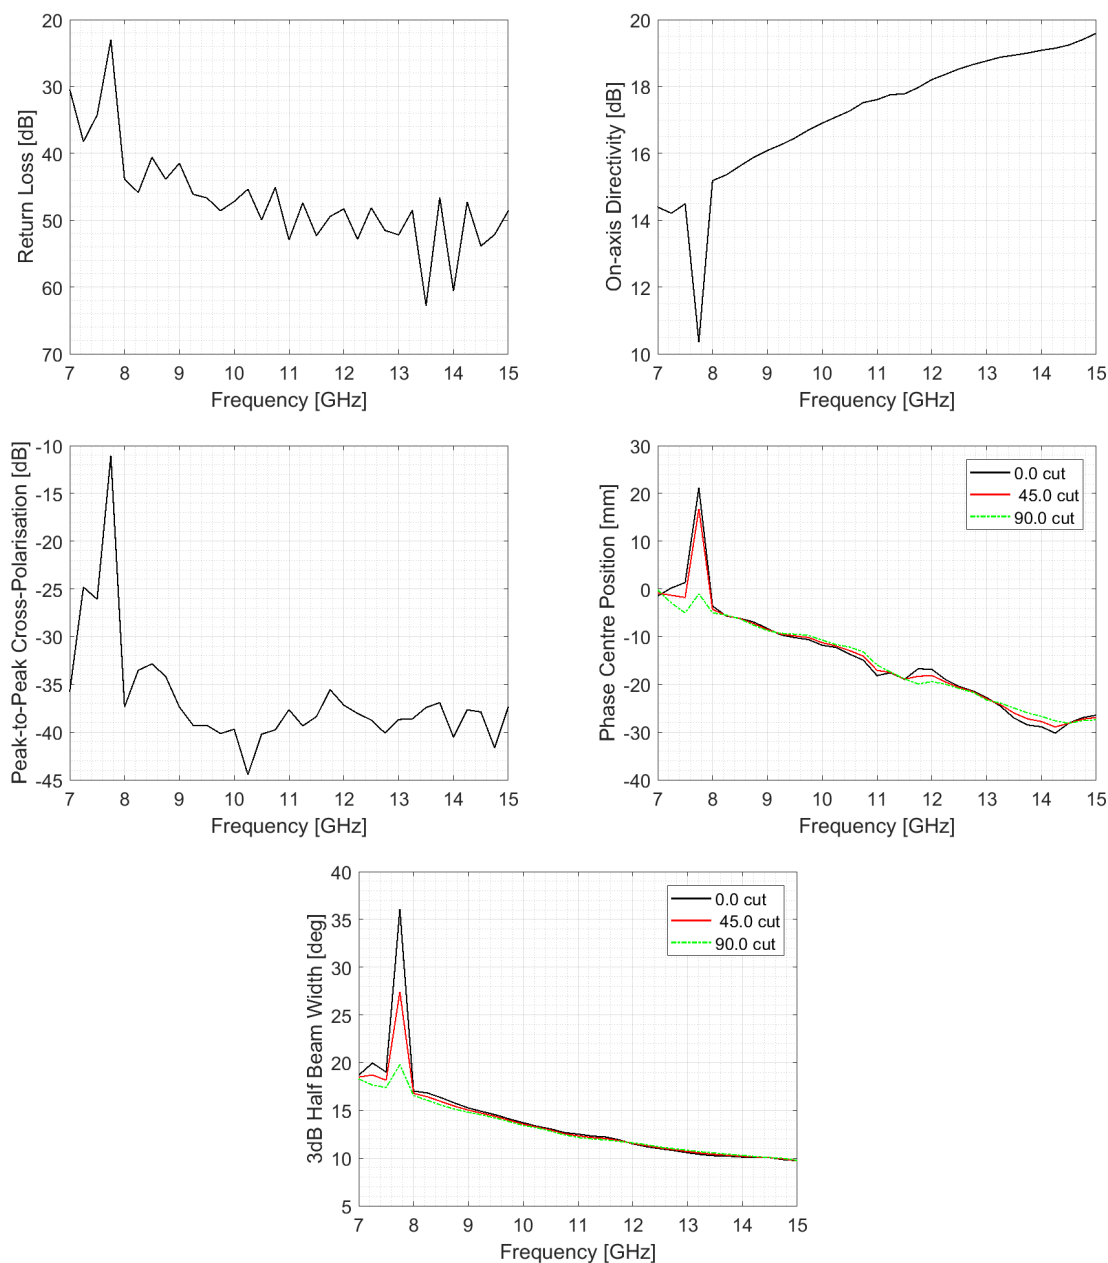 20
30
40
50
60
70
Return Loss [dB]
7 8 9 10 11 12 13 14 15
Frequency [GHz]
20
18
16
14
12
10
On-axis Directivity [dB]
7 8 9 10 11 12 13 14 15
Frequency [GHz]
-10
-15
-20
-25
-30
-35
-40
-45
Peak-to-Peak Cross-Polarisation [dB]
7 8 9 10 11 12 13 14 15
Frequency [GHz]
30
20
10
0
-10
-20
-30
-40
Phase Centre Position [mm]
0.0 cut
45.0 cut
90.0 cut
7 8 9 10 11 12 13 14 15
Frequency [GHz]
40
35
30
25
20
15
10
5
3dB Half Beam Width [deg]
0.0 cut
45.0 cut
90.0 cut
7 8 9 10 11 12 13 14 15
Frequency [GHz]